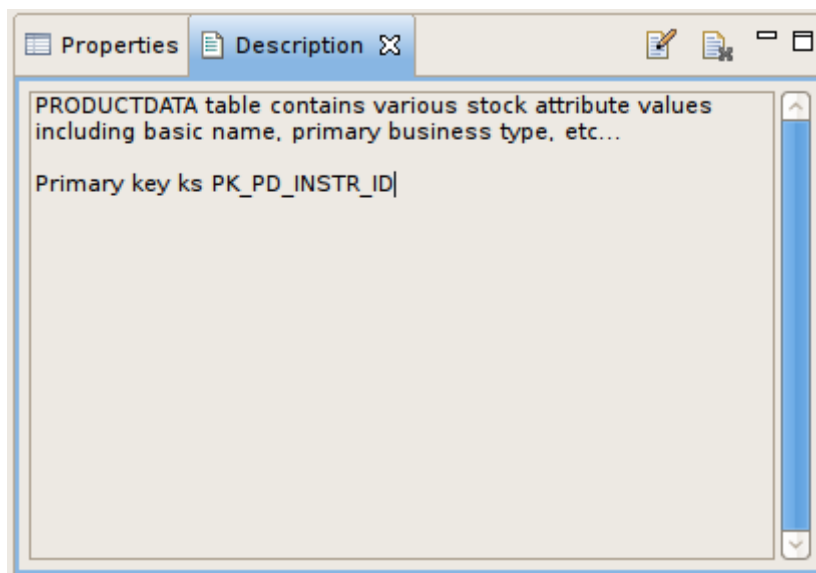 Properties
Description
PRODUCTDATA table contains various stock attribute values
including basic name, primary business type, etc...
Primary key ks PK_PD_INSTR_ID